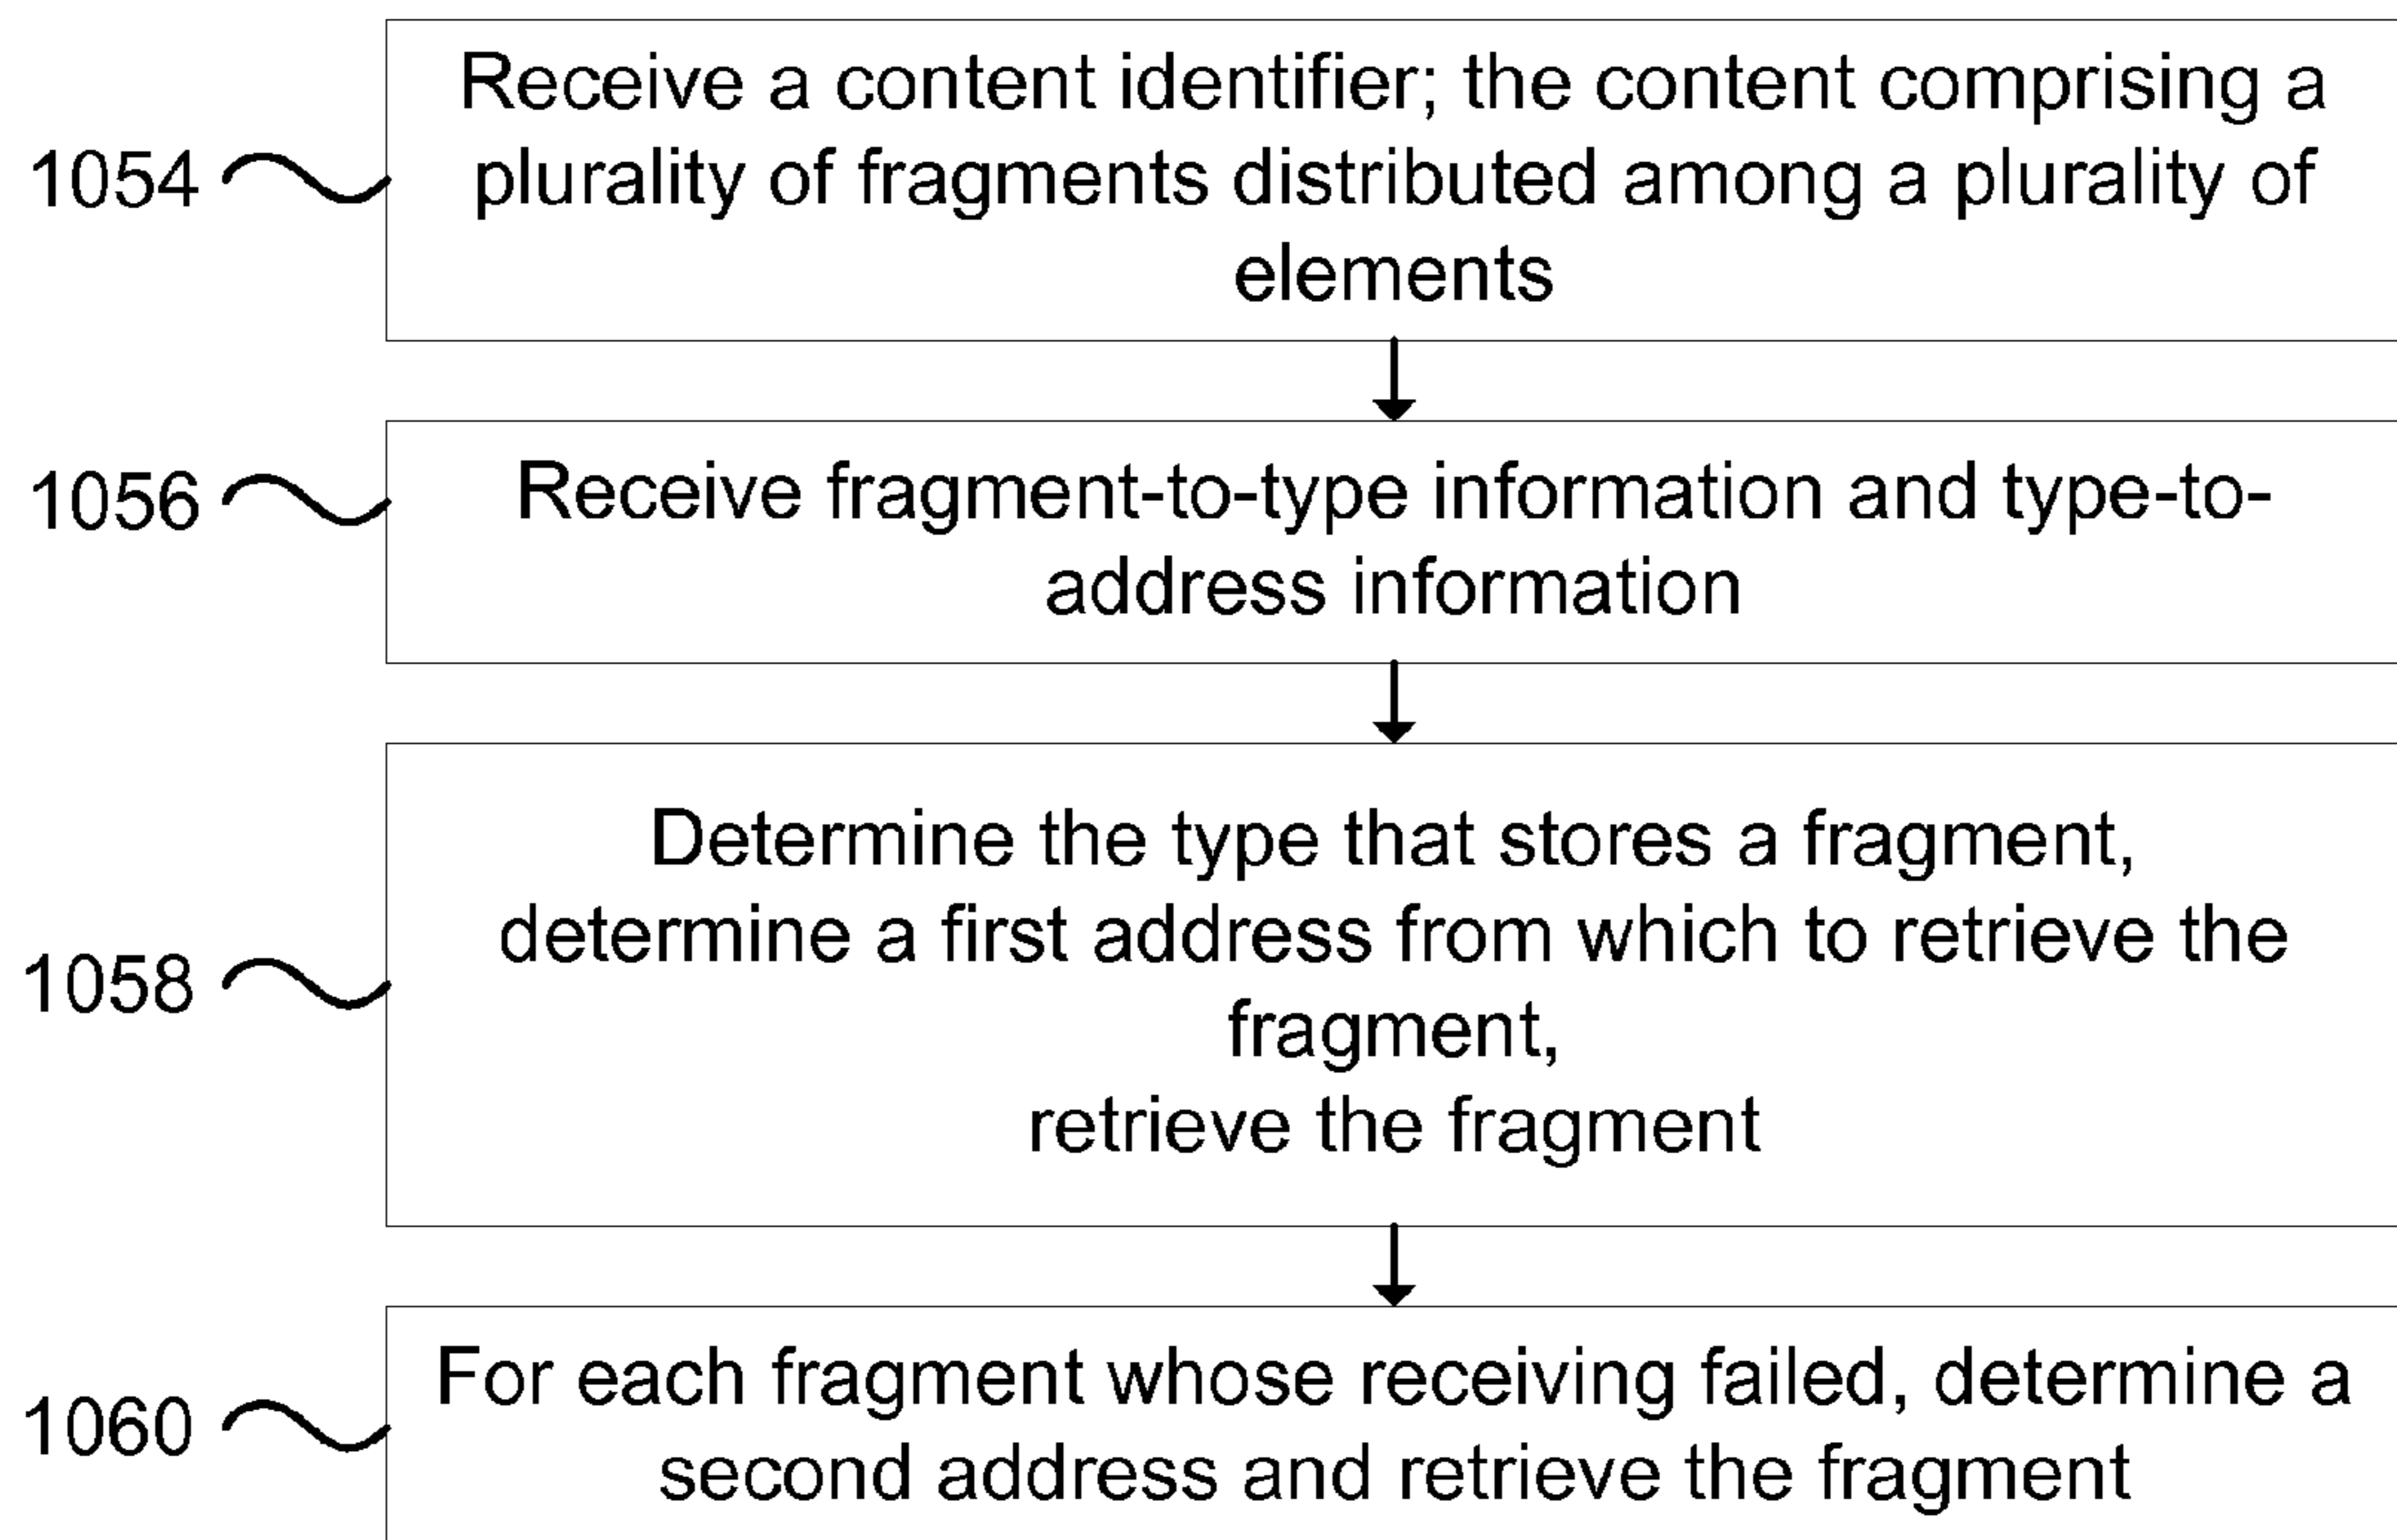 Receive a content identifier; the content comprising a
1054 plurality of fragments distributed among a plurality of
elements
1056 Receive fragment-to-type information and type-to-
address information
Determine the type that stores a fragment,
determine a first address from which to retrieve the
1058
fragment,
retrieve the fragment
For each fragment whose receiving failed, determine a
1060
second address and retrieve the fragment